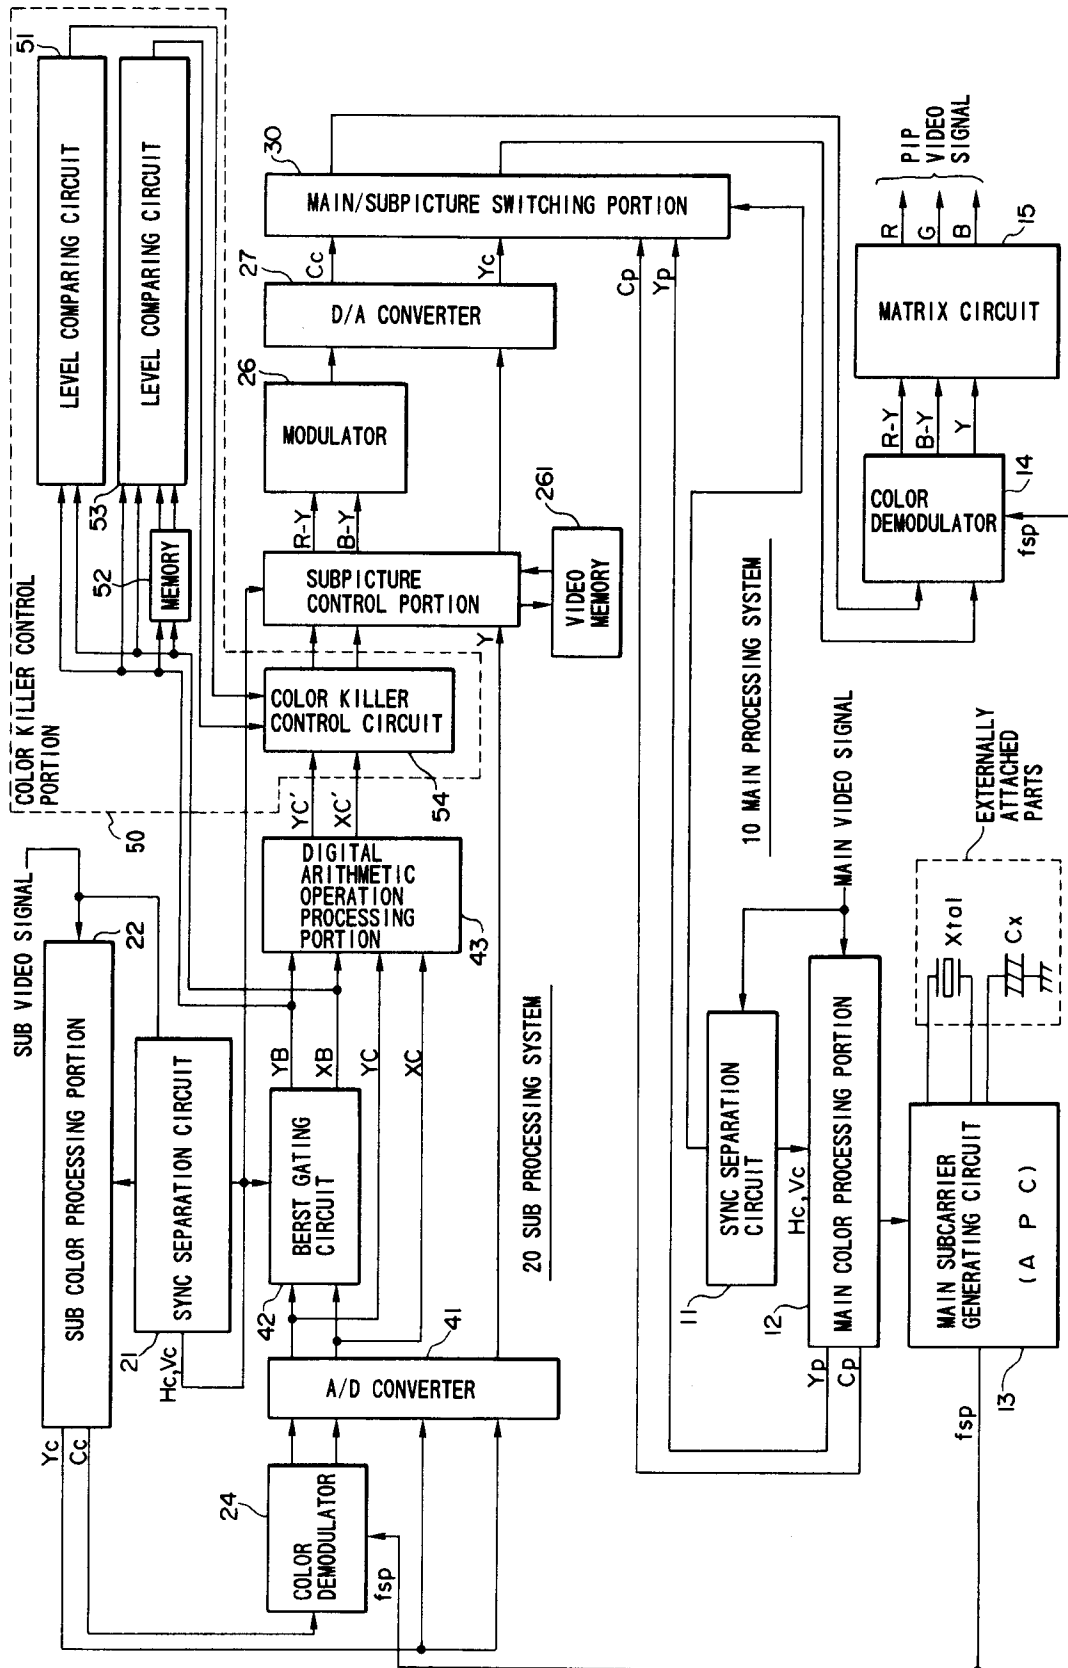 COLOR KILLER CONTROL
PORTION
50
51
LEVEL COMPARING CIRCUIT
53
LEVEL COMPARING CIRCUIT
52
MEMORY
SUB VIDEO SIGNAL
22
SUB COLOR PROCESSING PORTION
Yc
Cc
21
SYNC SEPARATION CIRCUIT
Hc,Vc
24
COLOR
DEMODULATOR
fsp
41
A/D CONVERTER
42
BERST GATING
CIRCUIT
YB
XB
YC
XC
DIGITAL
ARITHMETIC
OPERATION
PROCESSING
PORTION
43
YC'
XC'
COLOR KILLER
CONTROL CIRCUIT
54
SUBPICTURE
CONTROL PORTION
Y
R-Y
B-Y
261
VIDEO
MEMORY
26
MODULATOR
27
D/A CONVERTER
Cc
Yc
30
MAIN/SUBPICTURE SWITCHING PORTION
Cp
Yp
20 SUB PROCESSING SYSTEM
10 MAIN PROCESSING SYSTEM
MAIN VIDEO SIGNAL
11
SYNC SEPARATION
CIRCUIT
Hc,Vc
12
MAIN COLOR PROCESSING PORTION
Yp
Cp
13
MAIN SUBCARRIER
GENERATING CIRCUIT
(A P C)
fsp
EXTERNALLY
ATTACHED
PARTS
Xtal
Cx
14
COLOR
DEMODULATOR
fsp
R-Y
B-Y
Y
15
MATRIX CIRCUIT
R
G
B
PIP
VIDEO
SIGNAL